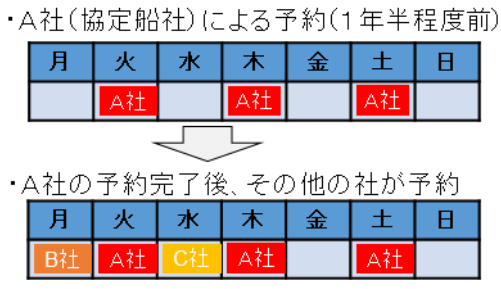 ・A社(協定船社)による予約(1年半程度前)
月 火 水 木 金 土 日
A社 A社 A社
・A社の予約完了後、その他の社が予約
月 火 水 木 金 土 日
B社 A社 C社 A社 A社